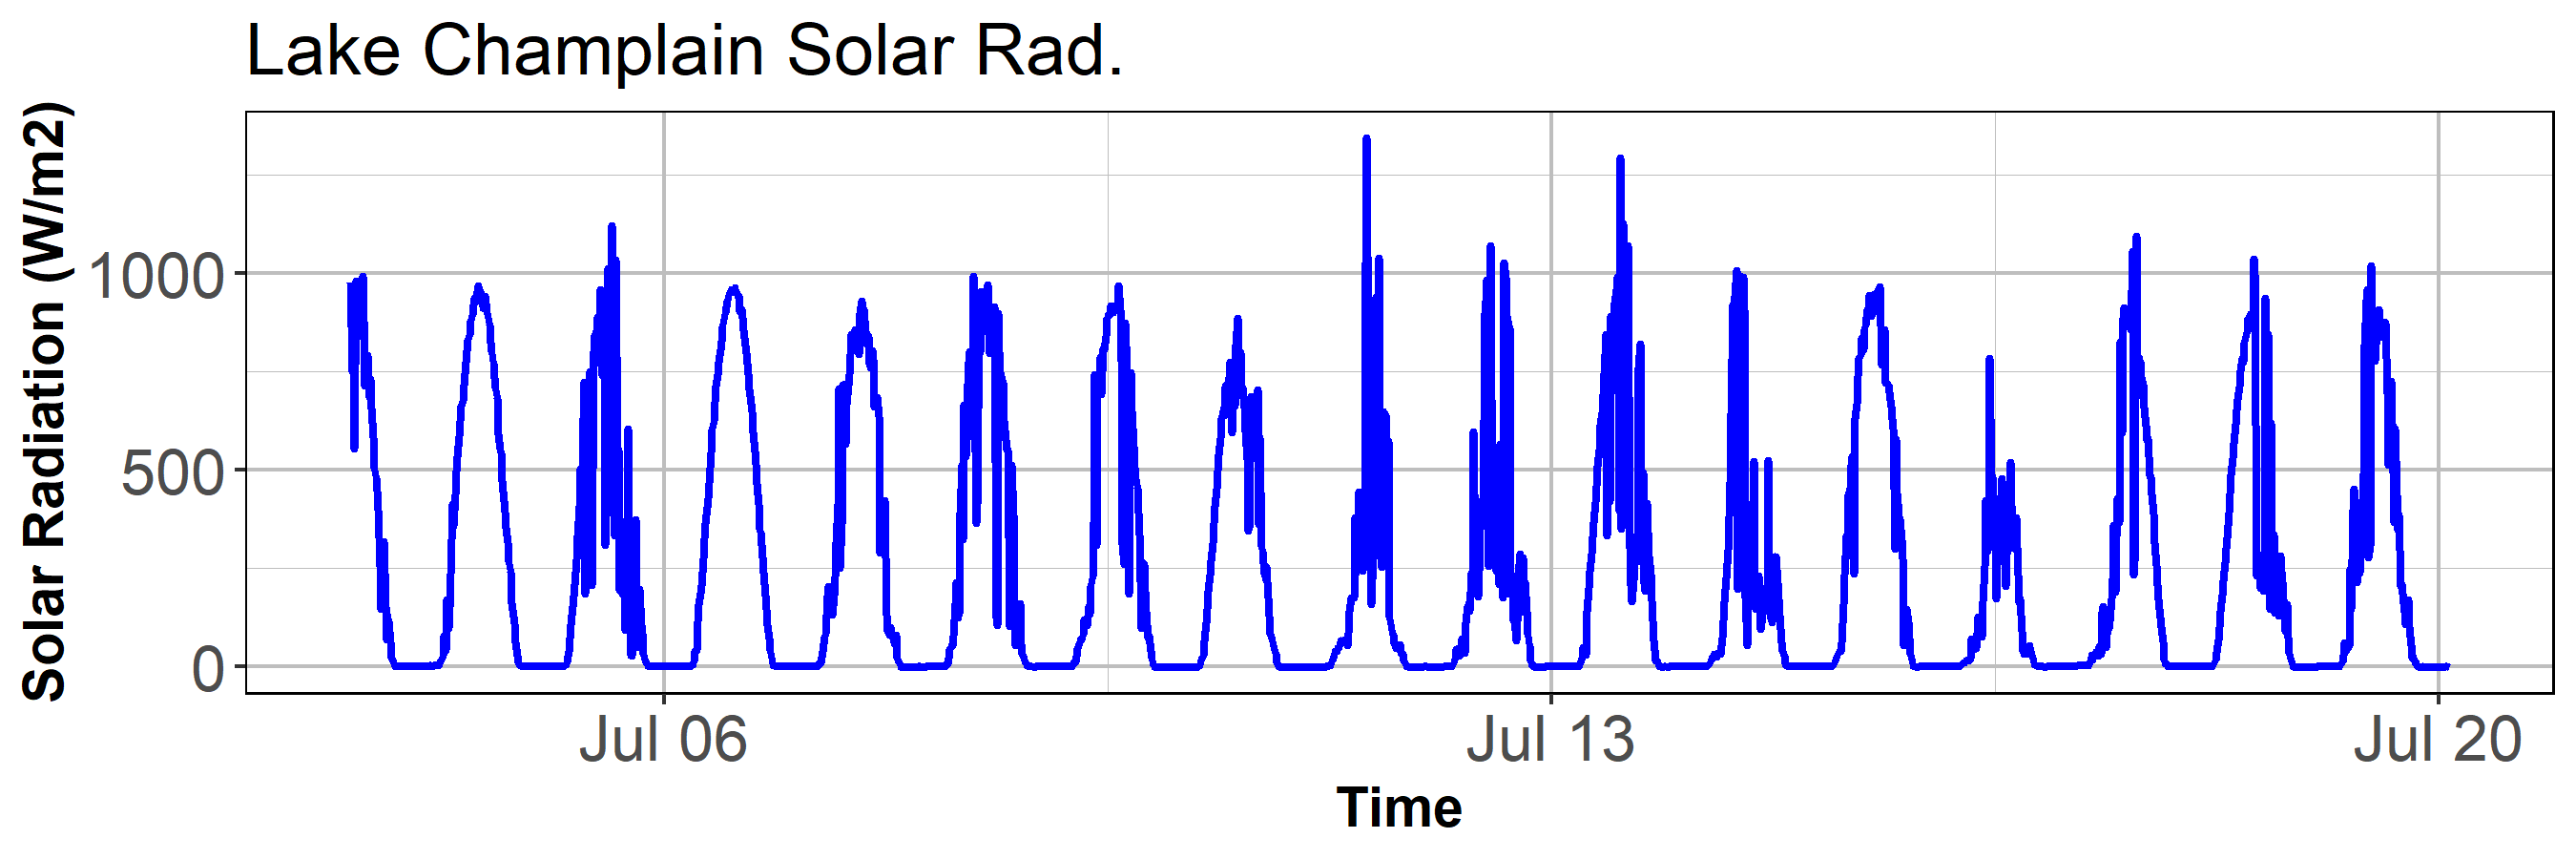 Lake Champlain Solar Rad.
Solar Radiation (W/m2)
1000
500
0
Jul 06
Jul 13
Jul 20
Time